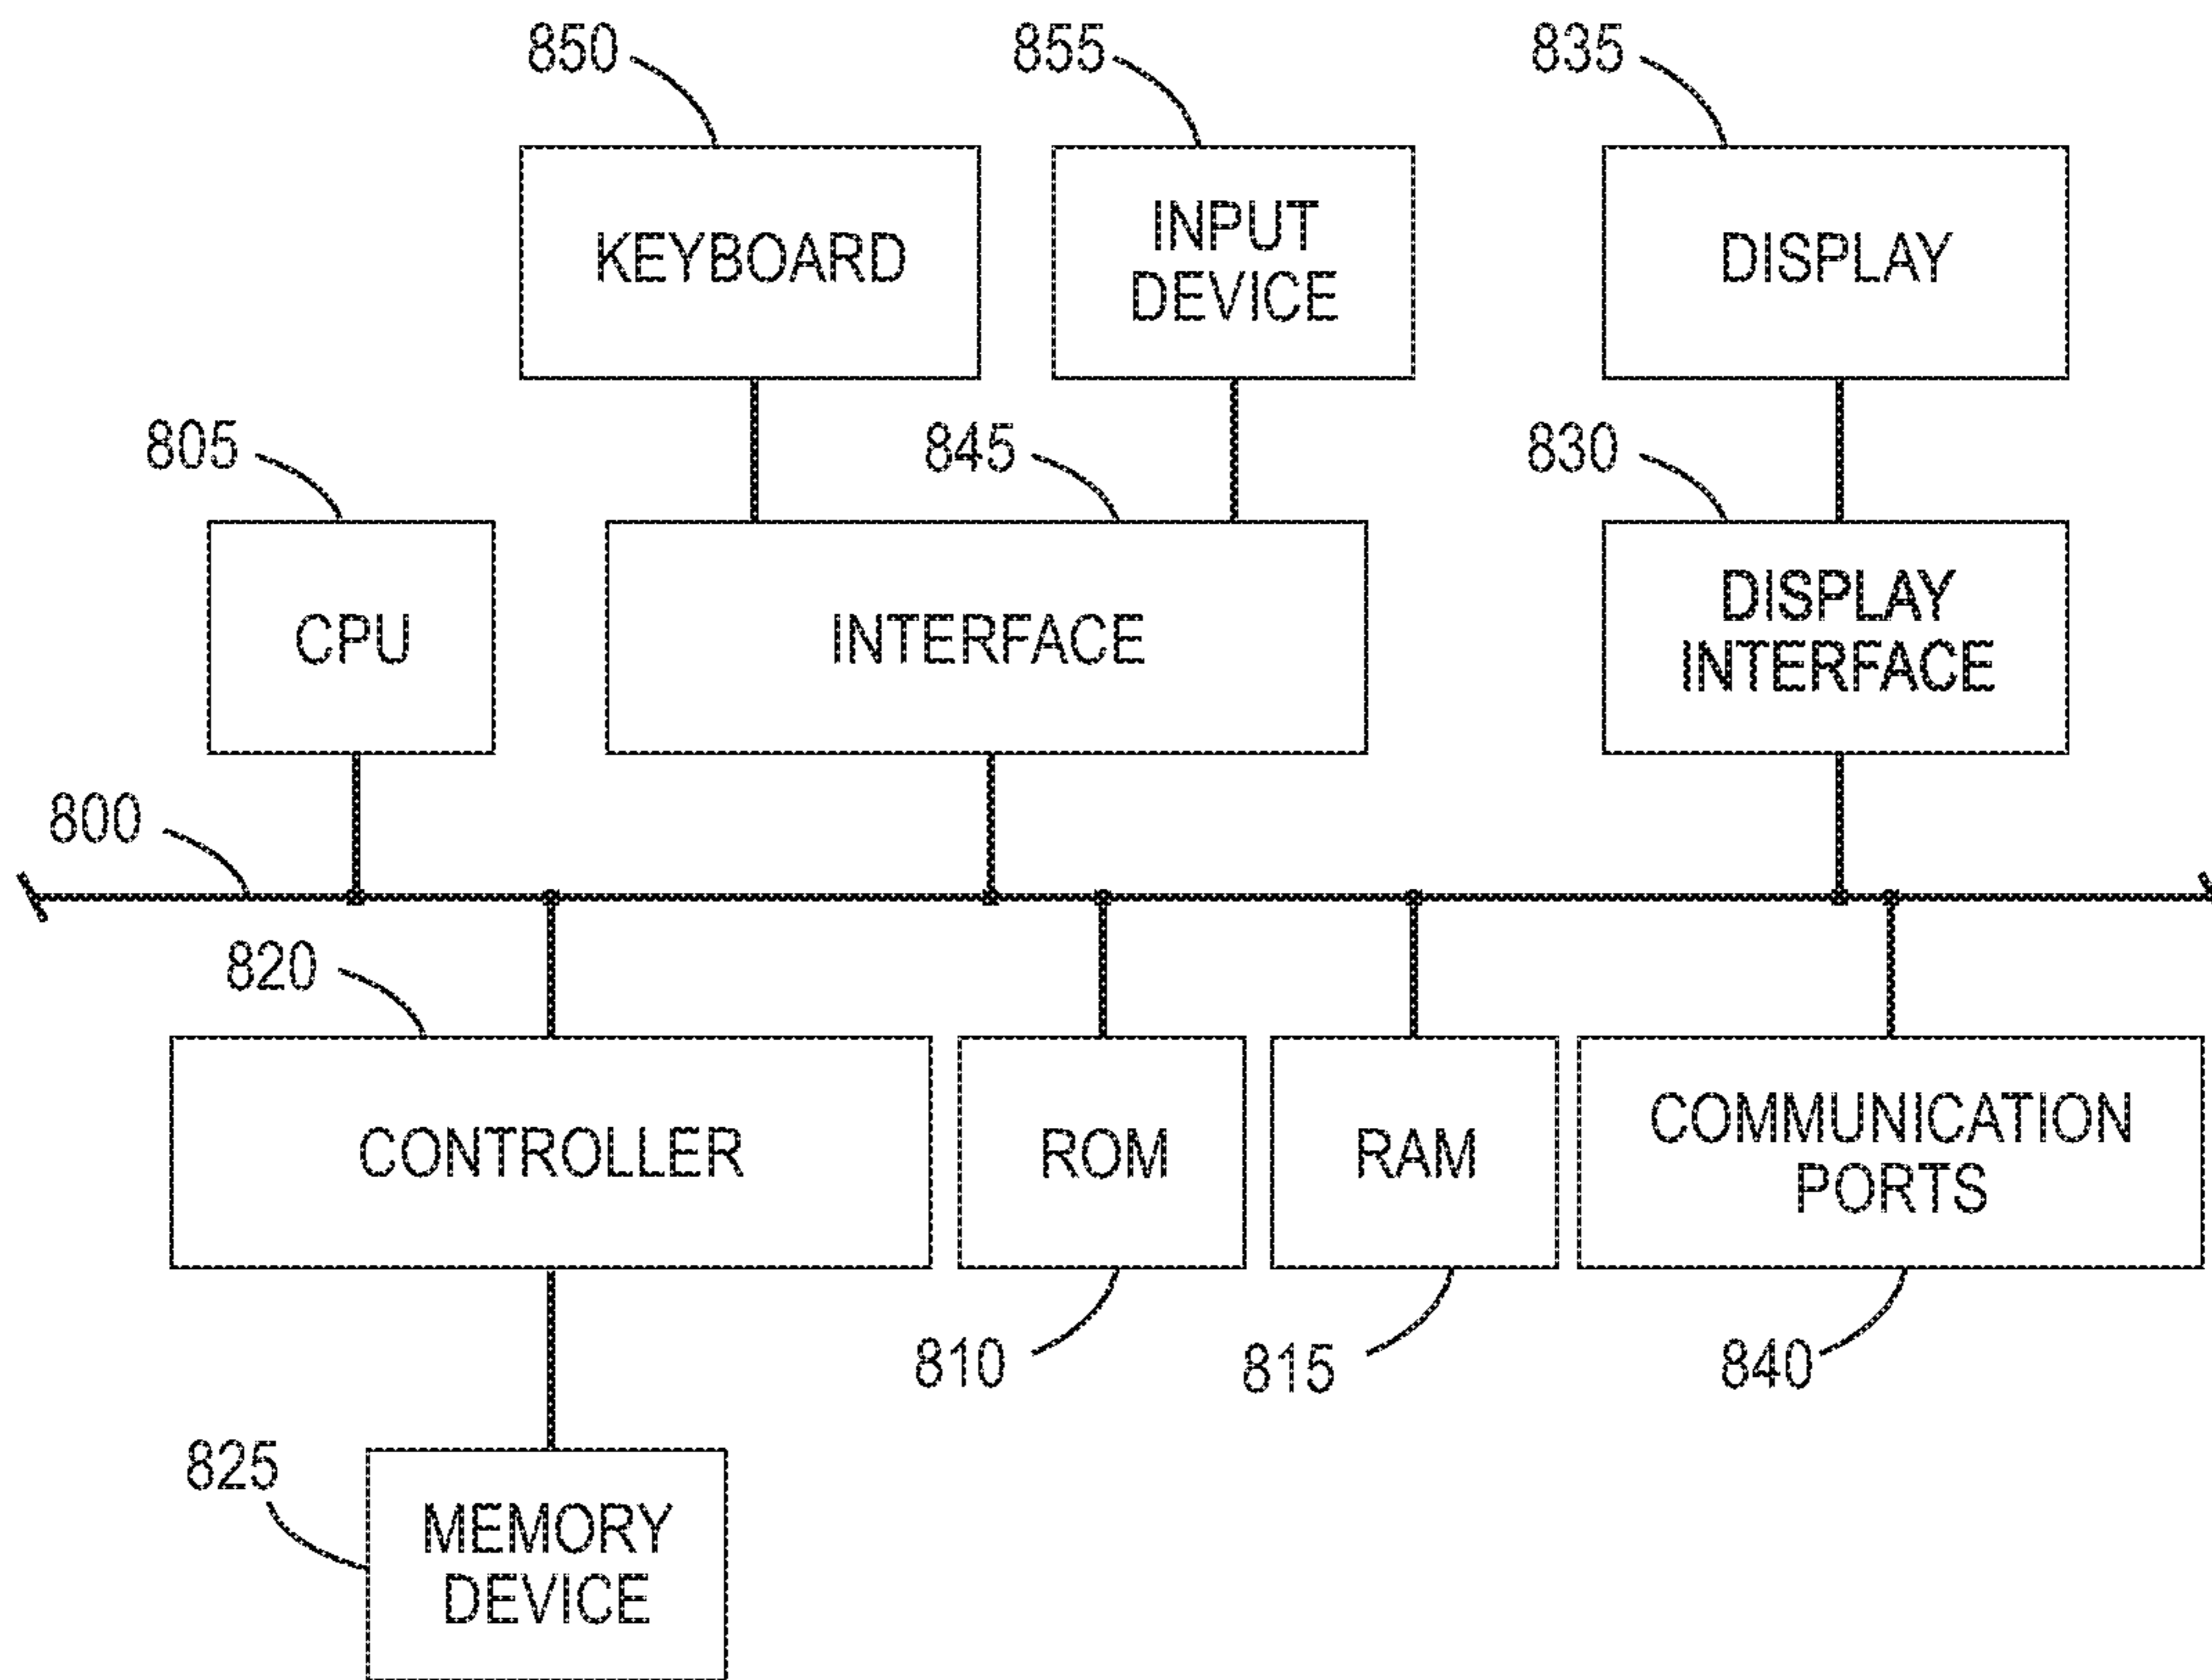 850
855
835
KEYBOARD
INPUT
DEVICE
DISPLAY
805
845
830
CPU
INTERFACE
DISPLAY
INTERFACE
800
820
CONTROLLER
ROM
RAM
COMMUNICATION
PORTS
810
815
840
825
MEMORY
DEVICE